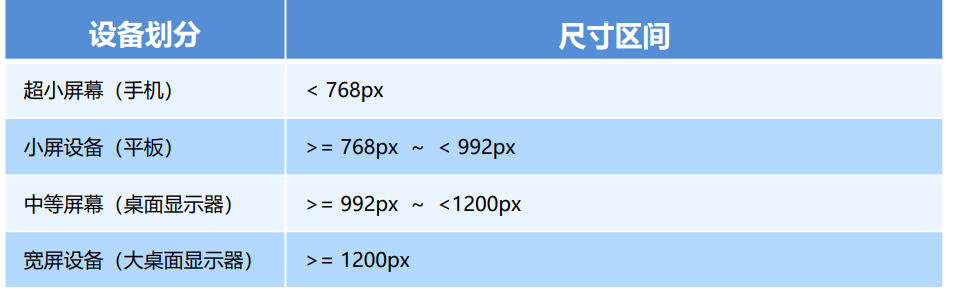 设备划分 尺寸区间
超小屏幕（手机） < 768px
小屏设备（平板） >= 768px ~ < 992px
中等屏幕（桌面显示器） >= 992px ~ <1200px
宽屏设备（大桌面显示器） >= 1200px